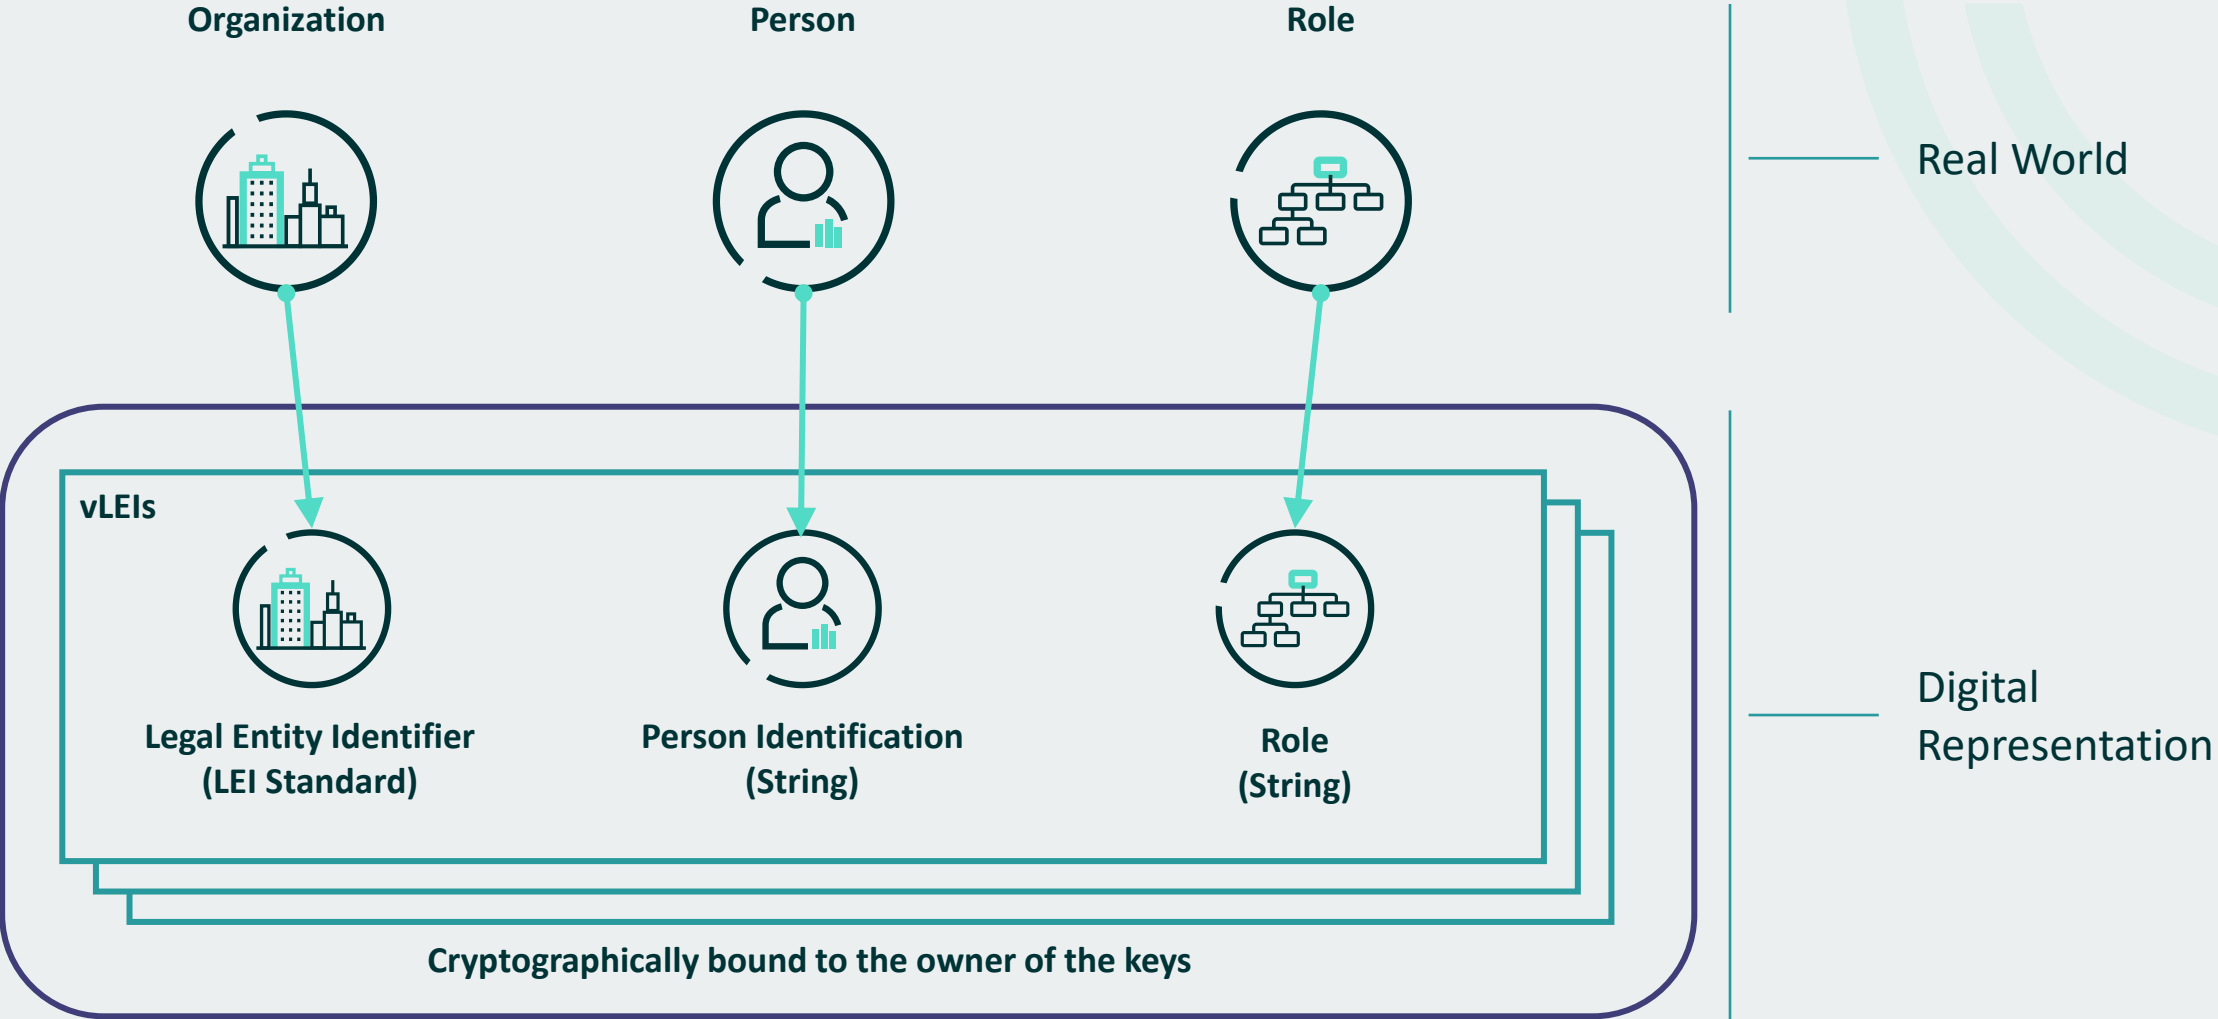 Organization
Person
Role
Real World
vLEIs
Legal Entity Identifier
(LEI Standard)
Person Identification
(String)
Role
(String)
Digital
Representation
Cryptographically bound to the owner of the keys